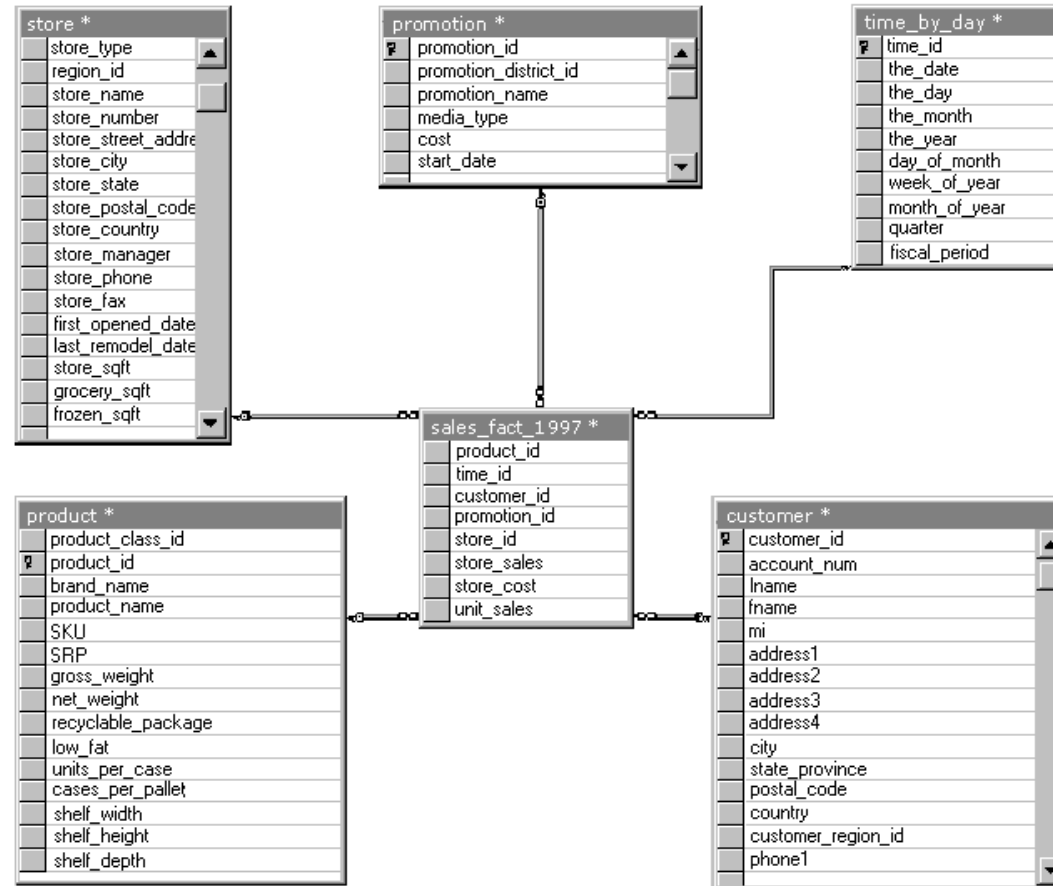 store *
store_type
region_id
store_name
store_number
store_street_addre
store_city
store_state
store_postal_code
store_country
store_manager
store_phone
store_fax
first_opened_date
last_remodel_date
store_sqft
grocery_sqft
frozen_sqft
promotion *
promotion_id
promotion_district_id
promotion_name
media_type
cost
start_date
time_by_day *
time_id
the_date
the_day
the_month
the_year
day_of_month
week_of_year
month_of_year
quarter
fiscal_period
sales_fact_1997 *
product_id
time_id
customer_id
promotion_id
store_id
store_sales
store_cost
unit_sales
product *
product_class_id
product_id
brand_name
product_name
SKU
SRP
gross_weight
net_weight
recyclable_package
low_fat
units_per_case
cases_per_pallet
shelf_width
shelf_height
shelf_depth
customer *
customer_id
account_num
lname
fname
mi
address1
address2
address3
address4
city
state_province
postal_code
country
customer_region_id
phone1